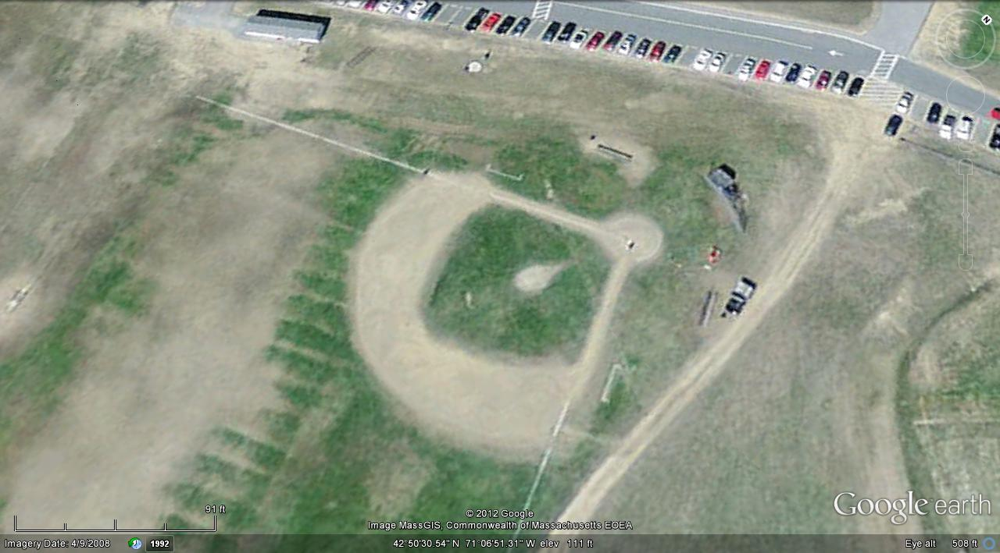 N
Google earth
91 ft
© 2012 Google
Image MassGIS, Commonwealth of Massachusetts EOEA
Imagery Date: 4/9/2008 1992 42°50'30.54" N 71°06'51.31" W elev 111 ft Eye alt 508 ft